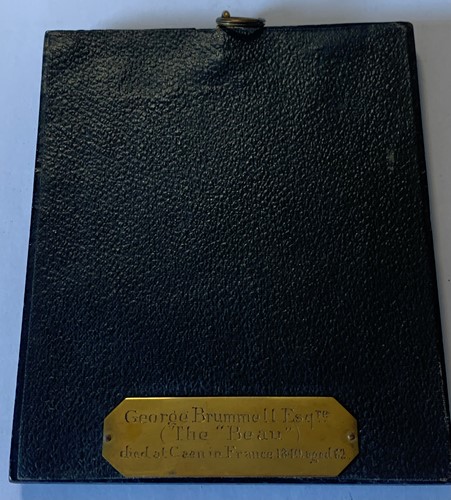 George Brummell Esqre
(The "Beau")
died at Caen in France 1840 aged 62